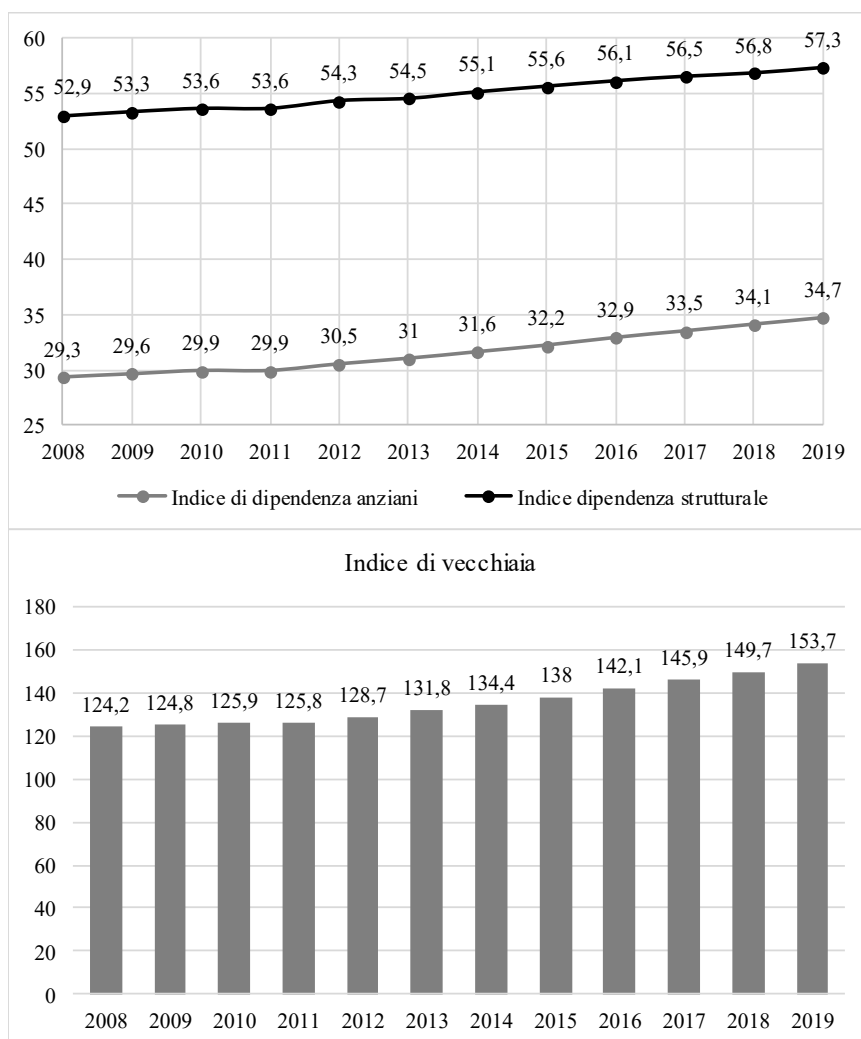 60
55
50
45
40
35
30
25
52,9 53,3 53,6 53,6 54,3 54,5 55,1 55,6 56,1 56,5 56,8 57,3
29,3 29,6 29,9 29,9 30,5 31 31,6 32,2 32,9 33,5 34,1 34,7
2008 2009 2010 2011 2012 2013 2014 2015 2016 2017 2018 2019
Indice di dipendenza anziani Indice dipendenza strutturale
Indice di vecchiaia
180
160
140
120
100
80
60
40
20
0
124,2 124,8 125,9 125,8 128,7 131,8 134,4 138 142,1 145,9 149,7 153,7
2008 2009 2010 2011 2012 2013 2014 2015 2016 2017 2018 2019